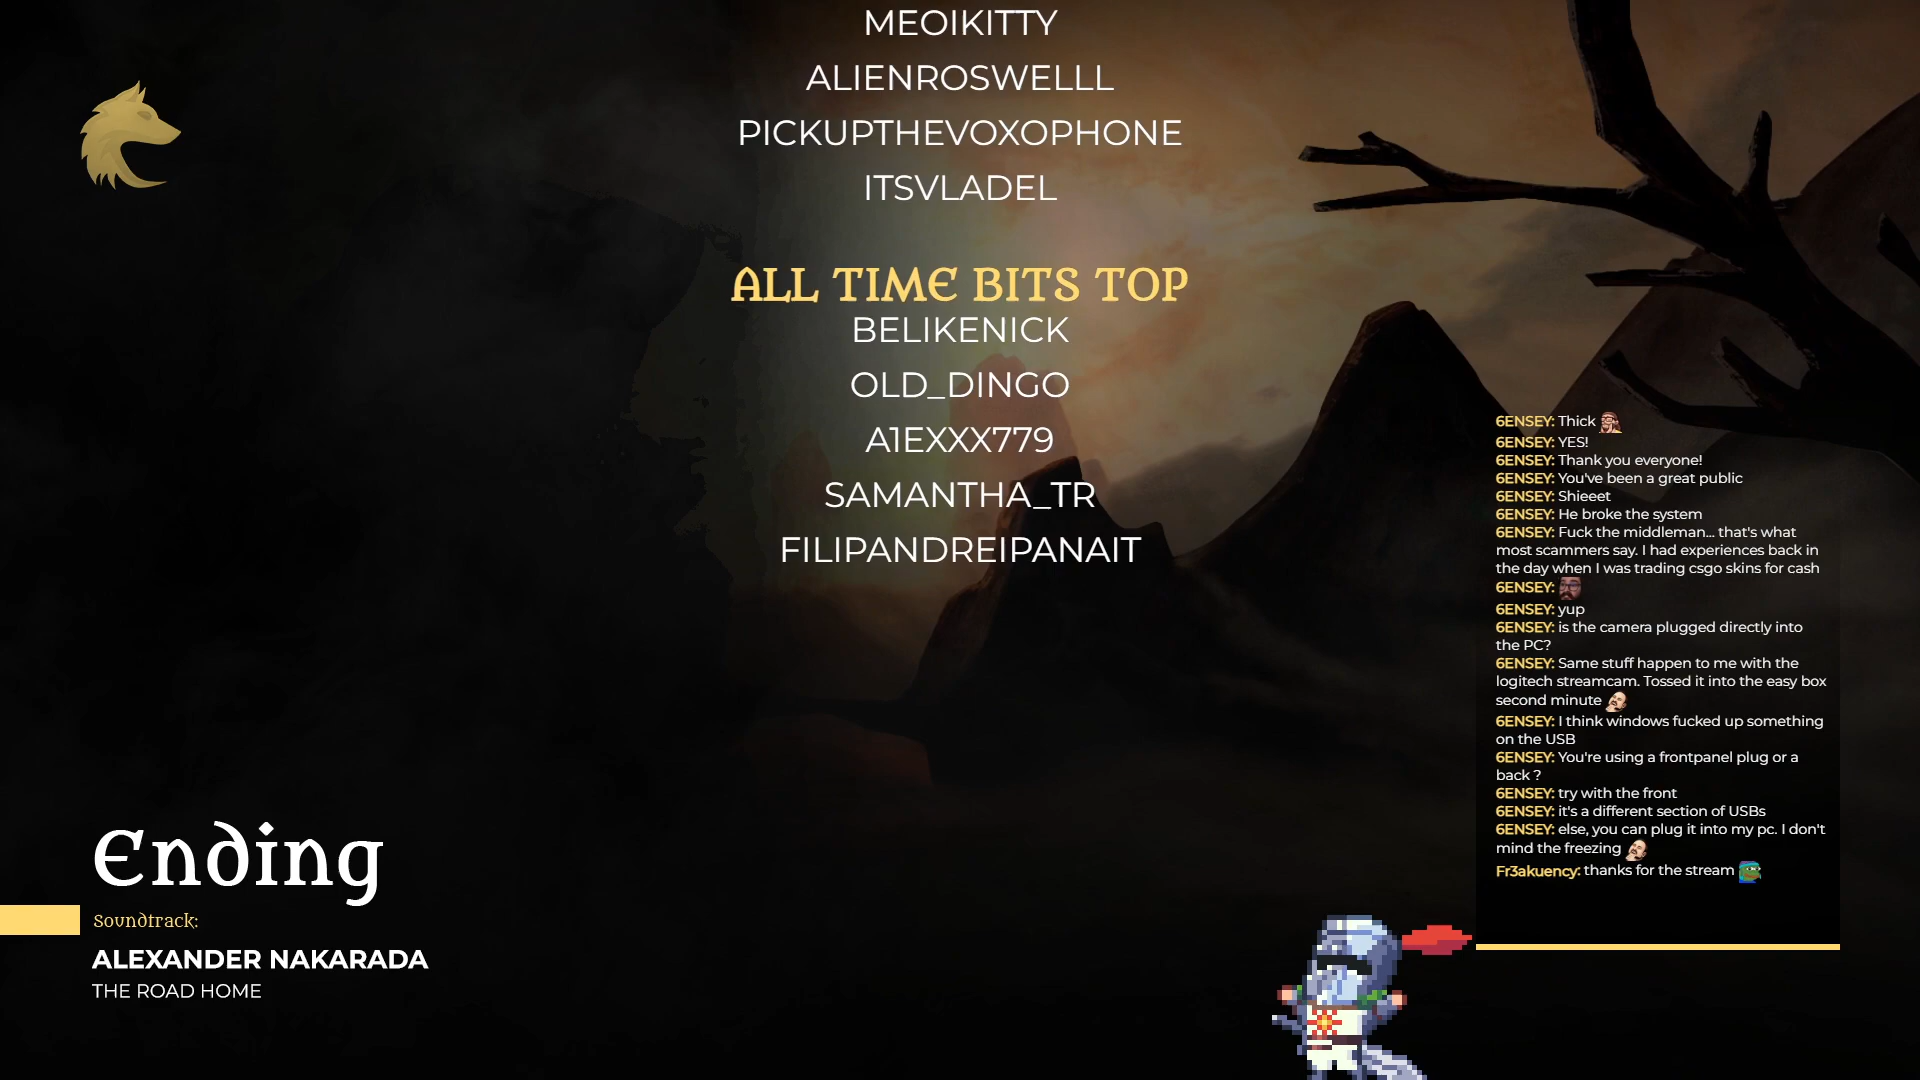 MEOIKITTY
ALIENROSWELLL
PICKUPTHEVOXOPHONE
ITSVLADEL
ALL TIME BITS TOP
BELIKENICK
OLD_DINGO
A1EXXX779
SAMANTHA_TR
FILIPANDREIPANAIT
6ENSEY: Thick
6ENSEY: YES!
6ENSEY: Thank you everyone!
6ENSEY: You've been a great public
6ENSEY: Shieeet
6ENSEY: He broke the system
6ENSEY: Fuck the middleman... that's what
most scammers say. I had experiences back in
the day when I was trading csgo skins for cash
6ENSEY:
6ENSEY: yup
6ENSEY: is the camera plugged directly into
the PC?
6ENSEY: Same stuff happen to me with the
logitech streamcam. Tossed it into the easy box
second minute
6ENSEY: I think windows fucked up something
on the USB
6ENSEY: You're using a frontpanel plug or a
back ?
6ENSEY: try with the front
6ENSEY: it's a different section of USBs
6ENSEY: else, you can plug it into my pc. I don't
mind the freezing
Fr3akuency: thanks for the stream
Ending
Soundtrack:
ALEXANDER NAKARADA
THE ROAD HOME